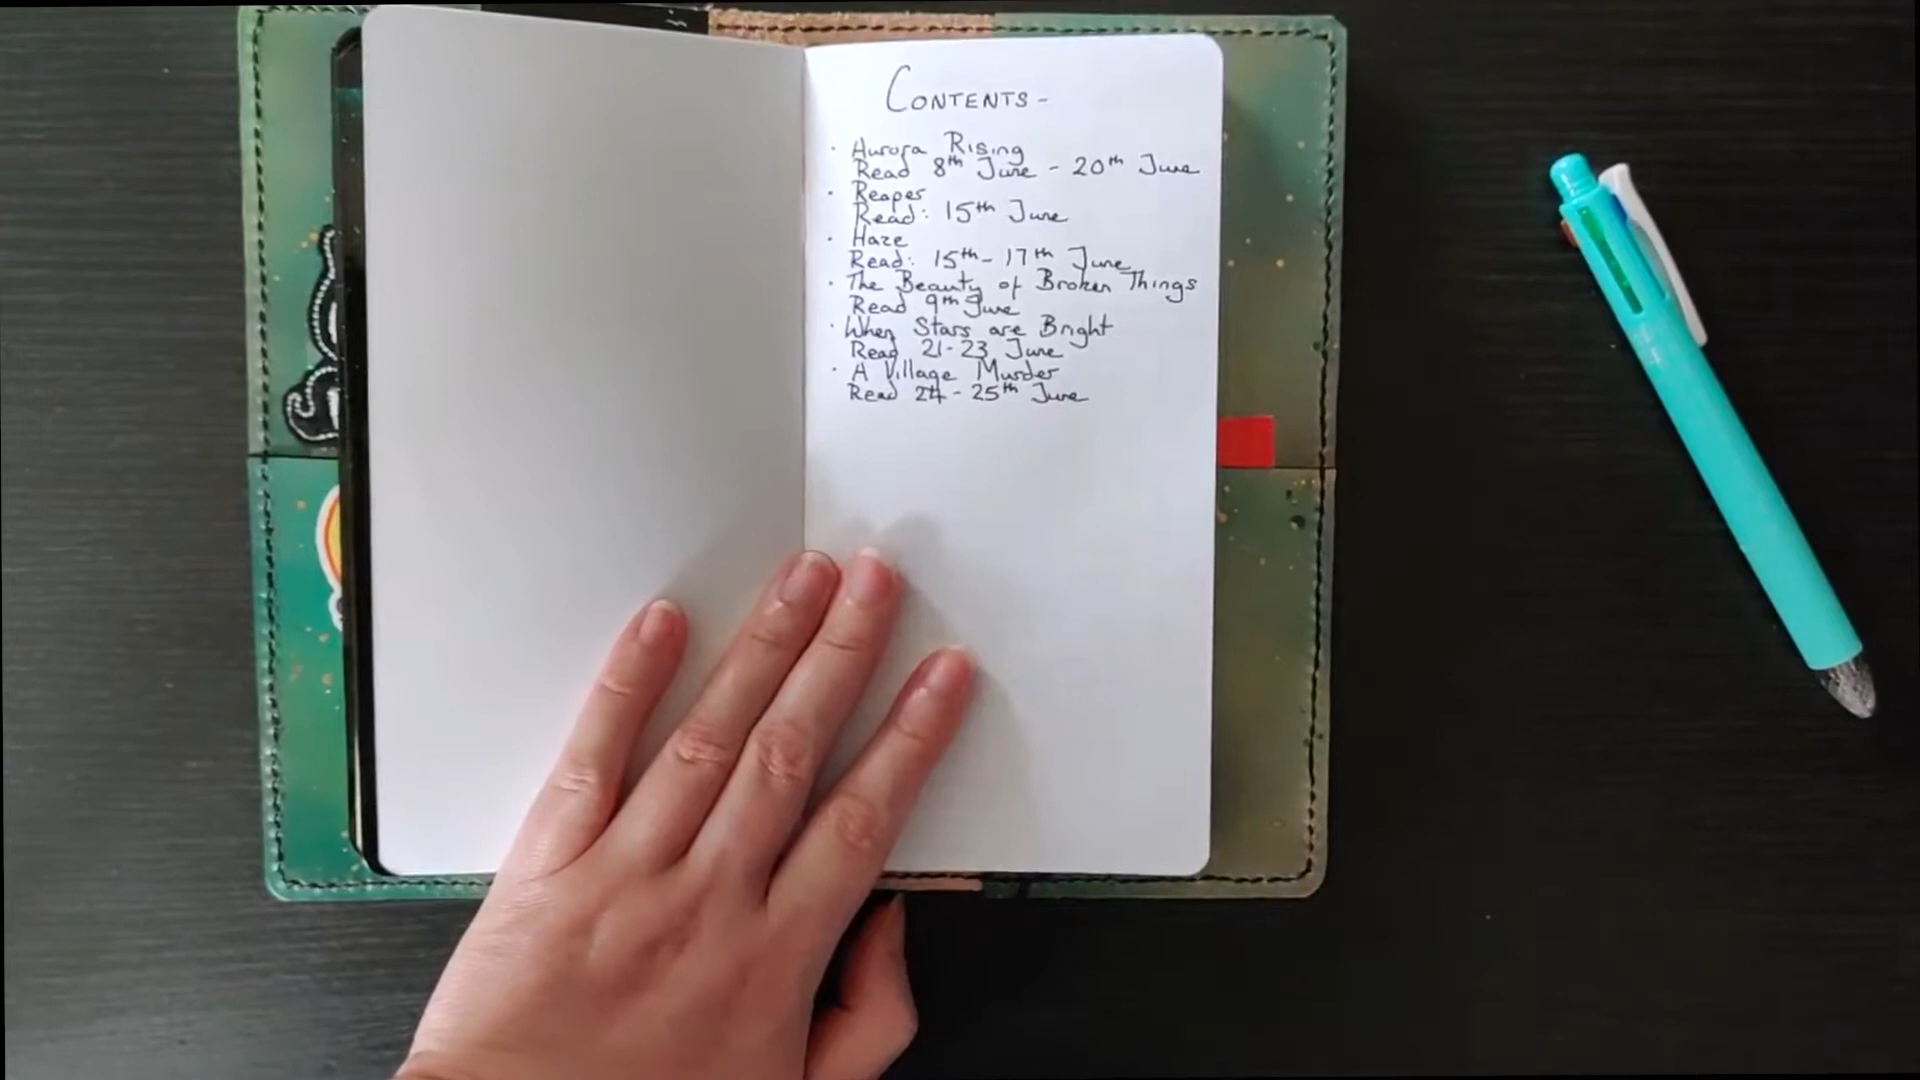 CONTENTS -
· Aurora Rising
Read 8th June - 20th June
· Reaper
Read: 15th June
· Haze
Read: 15th - 17th June
· The Beauty of Broken Things
Read 9th June
· When Stars are Bright
Read 21-23 June
· A Village Murder
Read 24 - 25th June